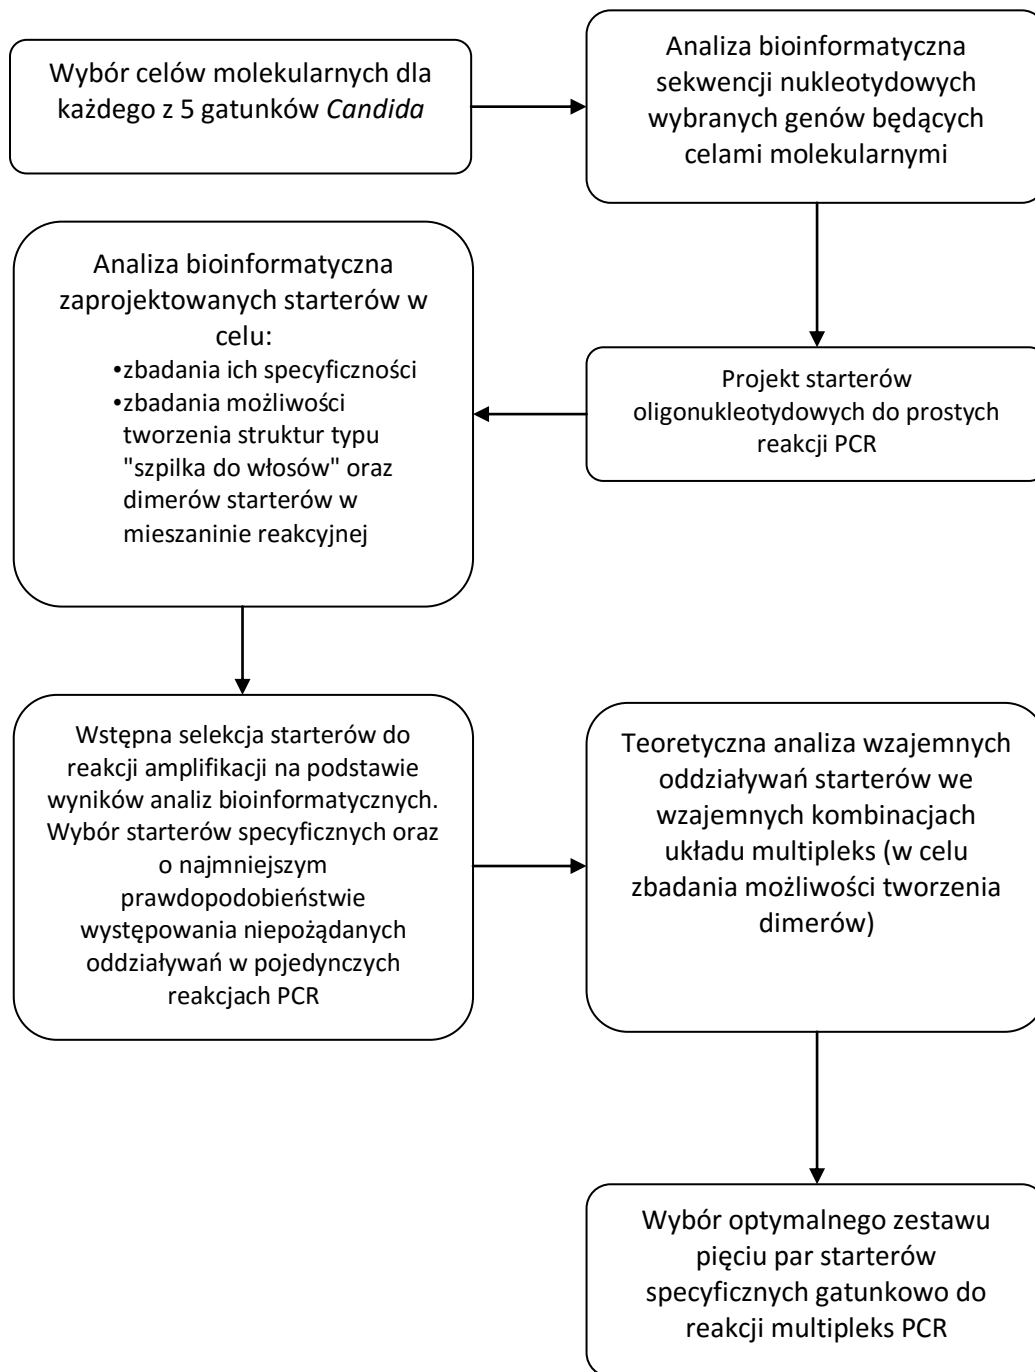 Wybór celów molekularnych dla
każdego z 5 gatunków Candida
Analiza bioinformatyczna
sekwencji nukleotydowych
wybranych genów będących
celami molekularnymi
Projekt starterów
oligonukleotydowych do prostych
reakcji PCR
Analiza bioinformatyczna
zaprojektowanych starterów w
celu:
•zbadania ich specyficzności
•zbadania możliwości
tworzenia struktur typu
"szpilka do włosów" oraz
dimerów starterów w
mieszaninie reakcyjnej
Wstępna selekcja starterów do
reakcji amplifikacji na podstawie
wyników analiz bioinformatycznych.
Wybór starterów specyficznych oraz
o najmniejszym
prawdopodobieństwie
występowania niepożądanych
oddziaływań w pojedynczych
reakcjach PCR
Teoretyczna analiza wzajemnych
oddziaływań starterów we
wzajemnych kombinacjach
układu multipleks (w celu
zbadania możliwości tworzenia
dimerów)
Wybór optymalnego zestawu
pięciu par starterów
specyficznych gatunkowo do
reakcji multipleks PCR